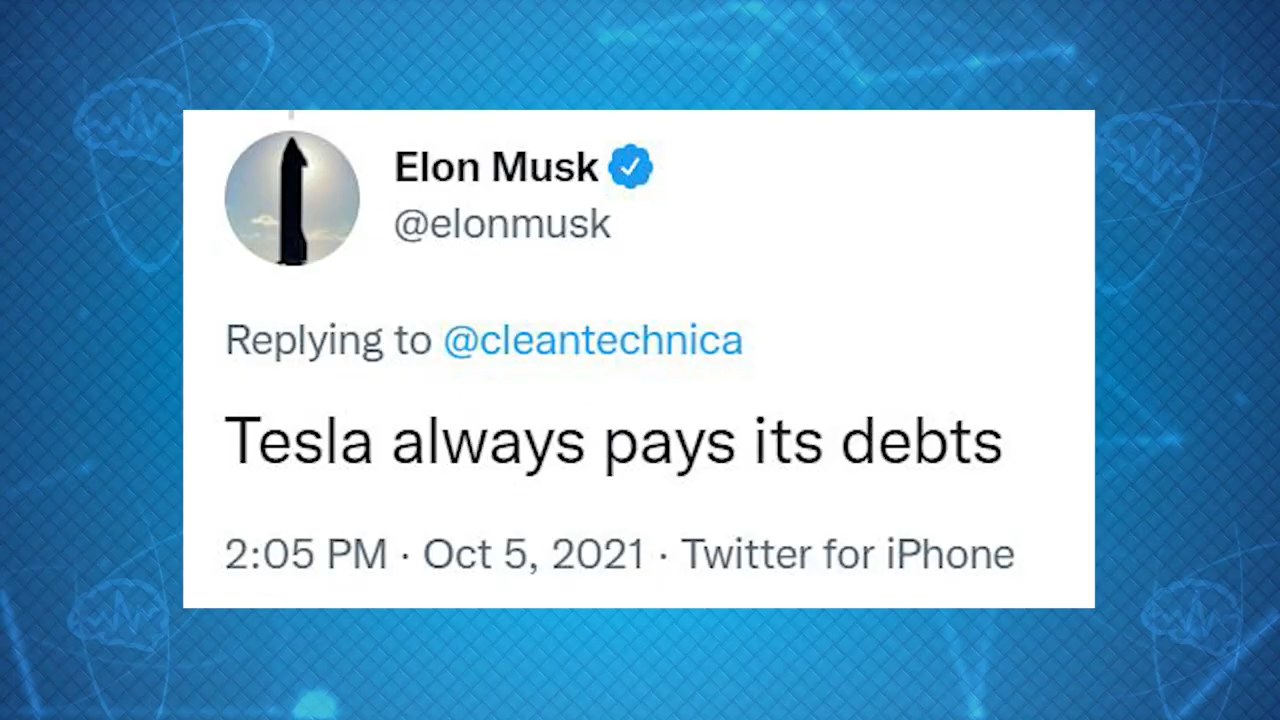 Elon Musk
@elonmusk
Replying to @cleantechnica
Tesla always pays its debts
2:05 PM · Oct 5, 2021 · Twitter for iPhone